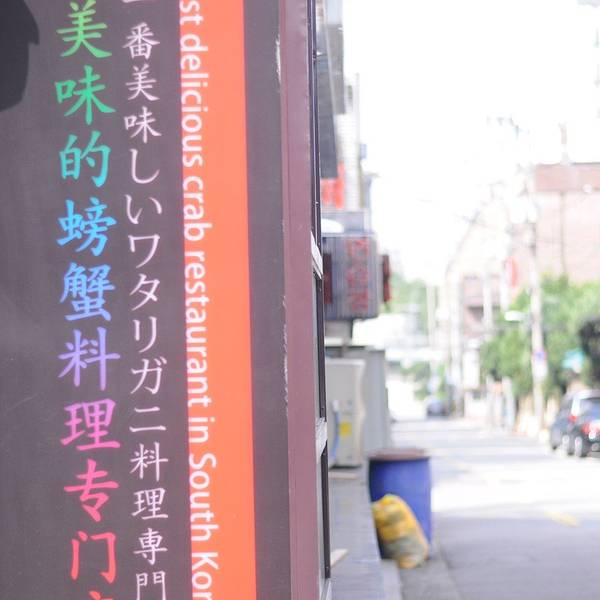 美味的螃蟹料理专门
一番美味しいワタリガニ料理専門
st delicious crab restaurant in South Kor